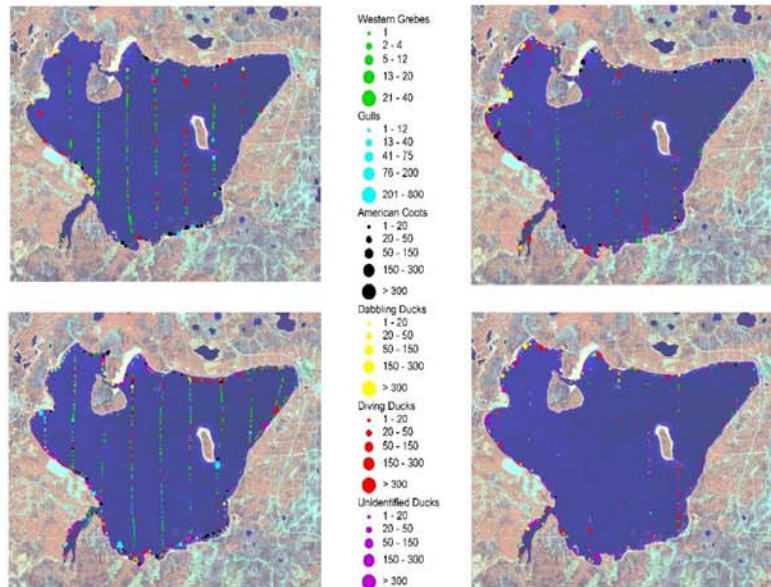 Western Grebes
1
2 - 4
5 - 12
13 - 20
21 - 40
Gulls
1 - 12
13 - 40
41 - 75
76 - 200
201 - 800
American Coots
1 - 20
20 - 50
50 - 150
150 - 300
> 300
Dabbling Ducks
1 - 20
20 - 50
50 - 150
150 - 300
> 300
Diving Ducks
1 - 20
20 - 50
50 - 150
150 - 300
> 300
Unidentified Ducks
1 - 20
20 - 50
50 - 150
150 - 300
> 300